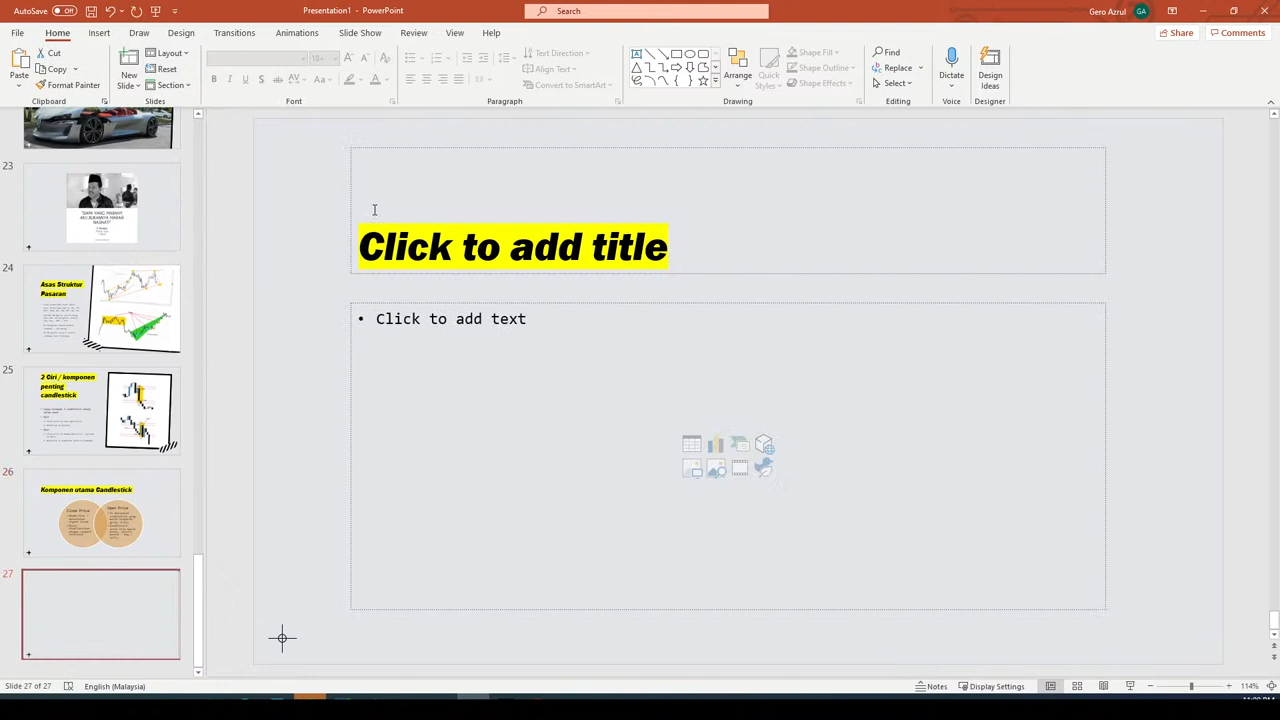 AutoSave Off Presentation1 - PowerPoint Search Gero Azrul GA
File Home Insert Draw Design Transitions Animations Slide Show Review View Help Share Comments
Paste
Cut
Copy
Format Painter
Clipboard
New
Slide
Layout
Reset
Section
Slides
18+
Font
Text Direction
Align Text
Convert to SmartArt
Paragraph
Arrange
Quick
Styles
Shape Fill
Shape Outline
Shape Effects
Drawing
Find
Replace
Select
Editing
Dictate
Voice
Design
Ideas
Designer
23
24
Asas Struktur
Pasaran
25
2 Ciri / komponen
penting
candlestick
26
Komponen utama Candlestick
Close Price
Open Price
27
Click to add title
• Click to add text
Slide 27 of 27 English (Malaysia) Notes Display Settings 114%